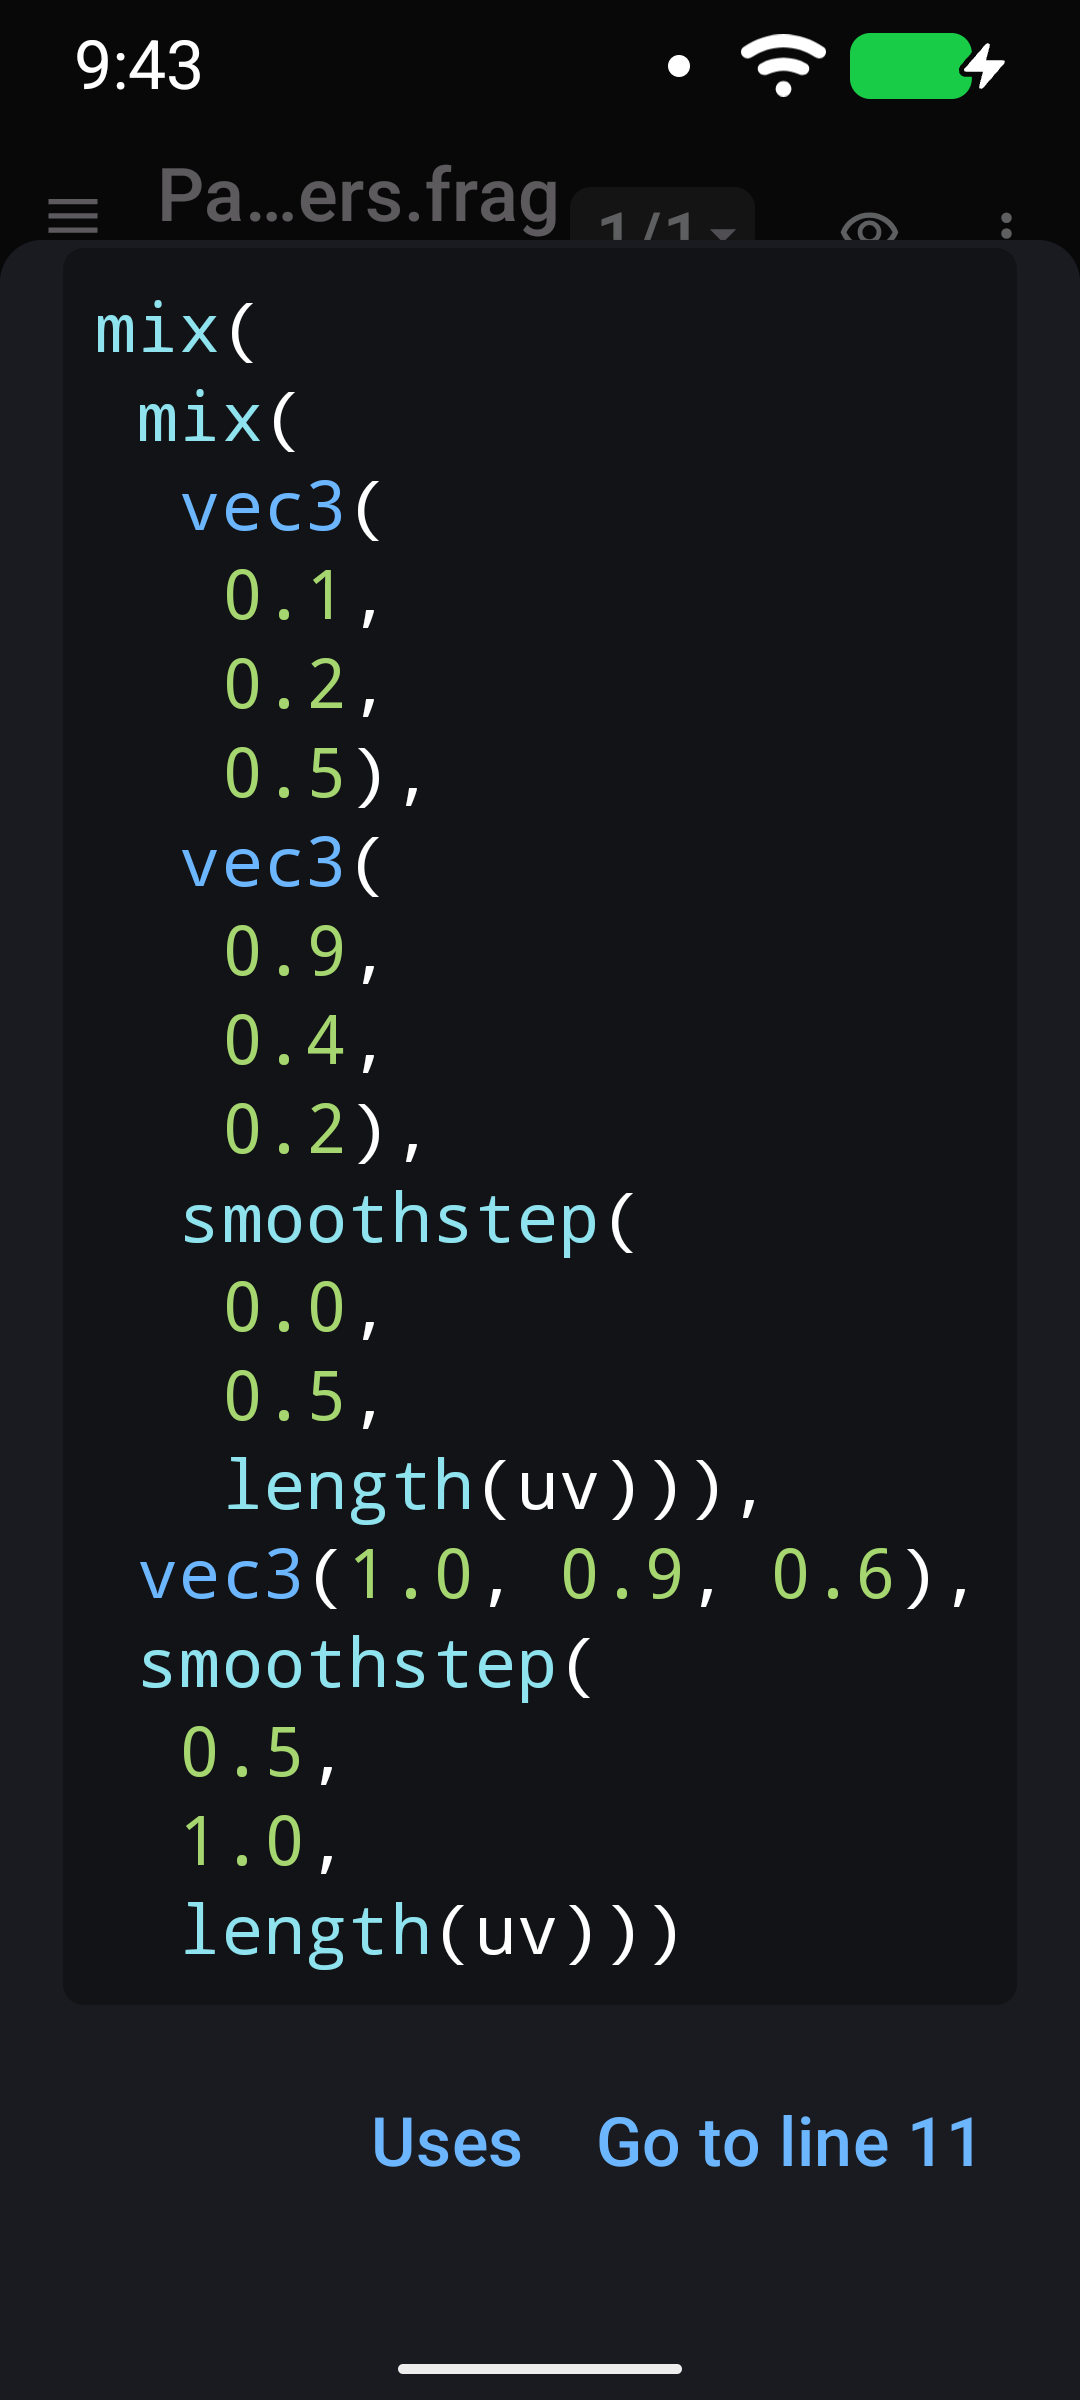 9:43
Pa…ers.frag
1/1
mix(
 mix(
  vec3(
   0.1,
   0.2,
   0.5),
  vec3(
   0.9,
   0.4,
   0.2),
  smoothstep(
   0.0,
   0.5,
   length(uv))),
 vec3(1.0, 0.9, 0.6),
 smoothstep(
  0.5,
  1.0,
  length(uv)))
Uses
Go to line 11